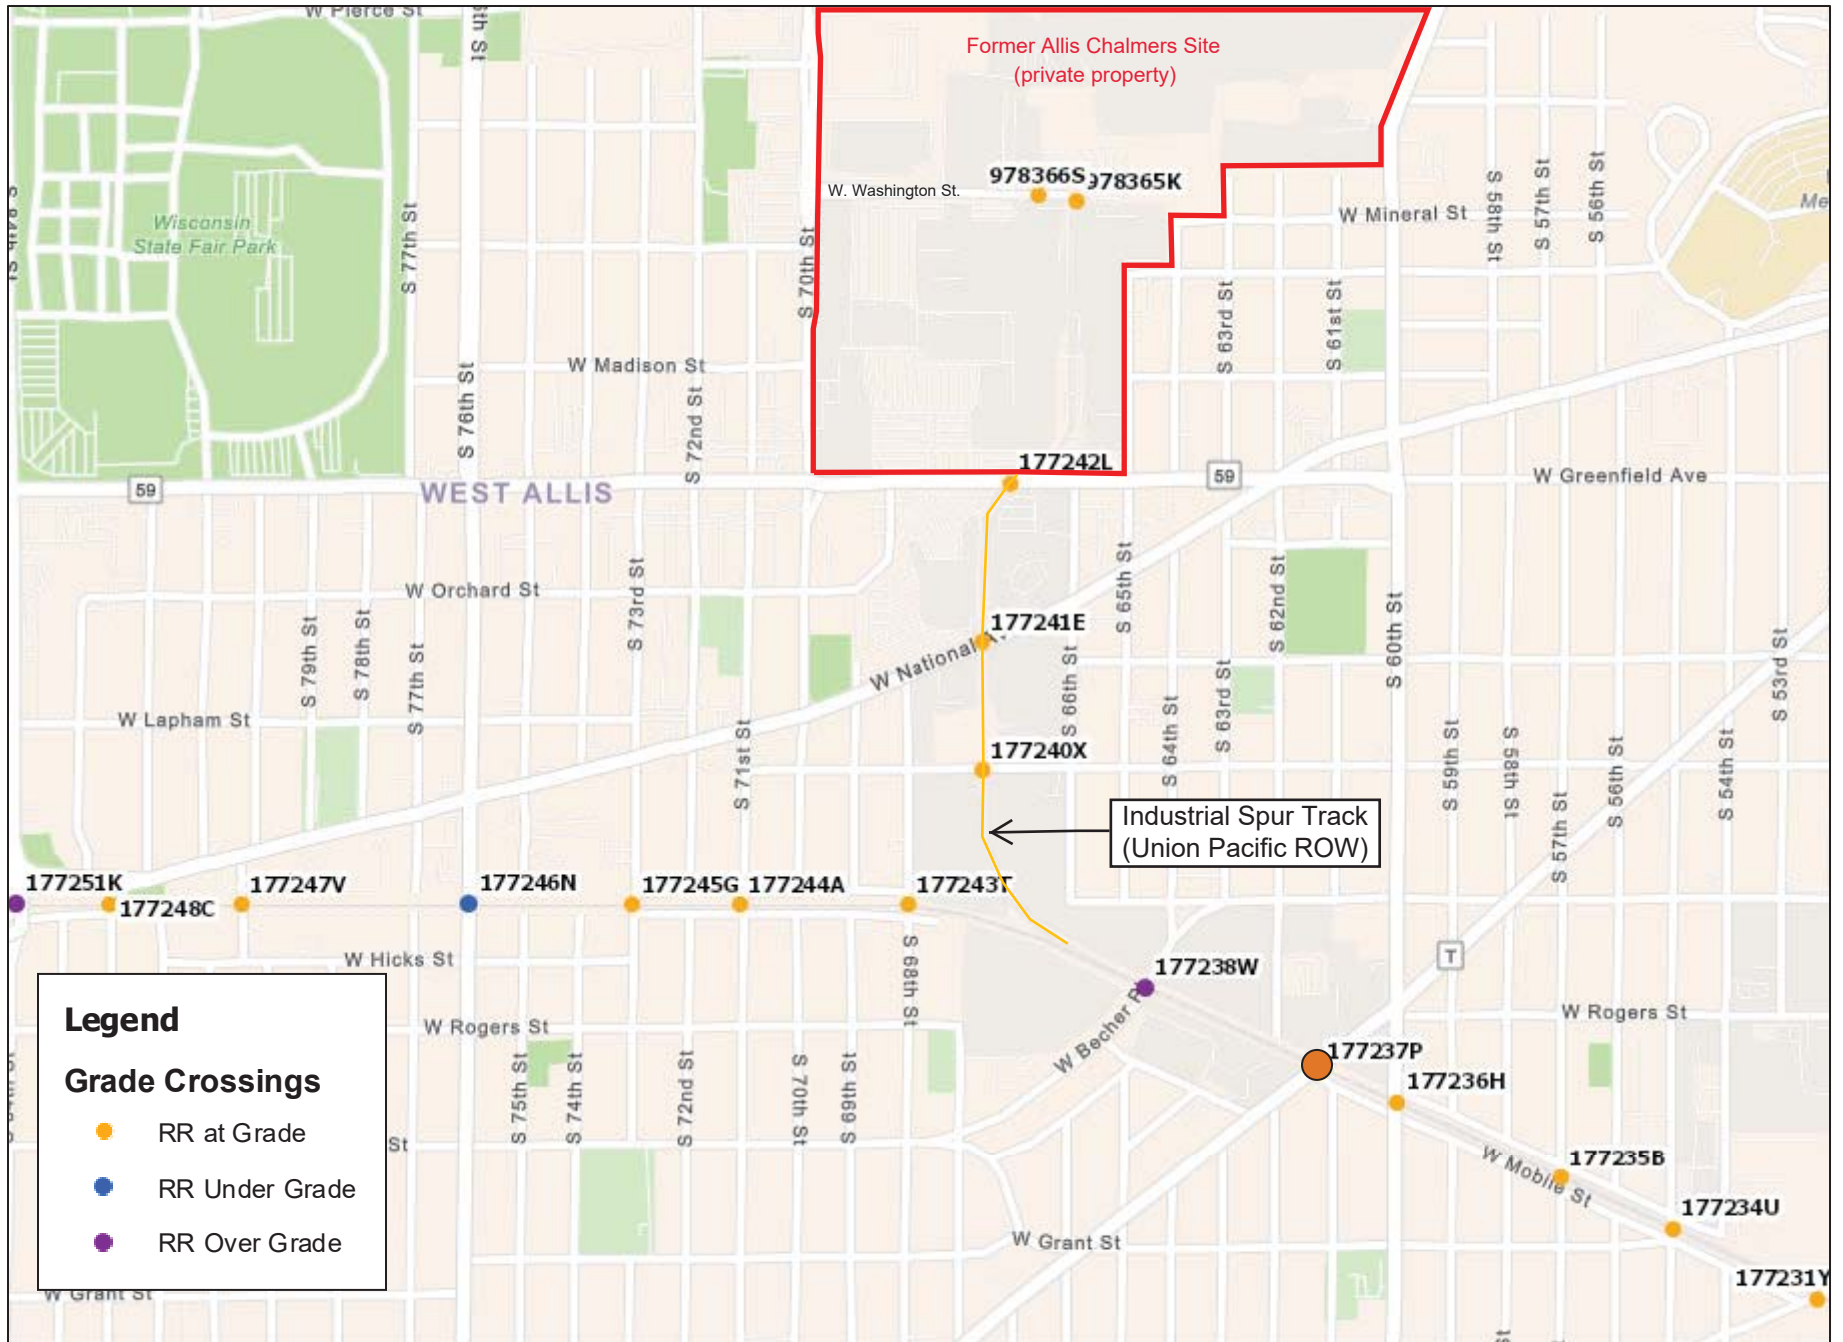 W Pierce St
Former Allis Chalmers Site
(private property)
978366S
978365K
W. Washington St.
W Mineral St
S 58th St
S 57th St
S 56th St
Wisconsin
State Fair Park
S 77th St
S 70th St
S 63rd St
S 61st St
W Madison St
S 76th St
S 72nd St
177242L
59
WEST ALLIS
59
W Greenfield Ave
W Orchard St
S 73rd St
S 65th St
S 62nd St
S 60th St
S 79th St
S 78th St
S 77th St
177241E
W National
S 66th St
S 63rd St
S 64th St
S 53rd St
W Lapham St
S 71st St
177240X
S 59th St
S 58th St
S 57th St
S 56th St
S 54th St
Industrial Spur Track
(Union Pacific ROW)
177251K
177248C
177247V
177246N
177245G
177244A
177243T
W Hicks St
S 68th St
177238W
T
W Becher Pl
W Rogers St
W Rogers St
177237P
177236H
S 75th St
S 74th St
S 72nd St
S 70th St
S 69th St
St
W Mobile St
177235B
177234U
W Grant St
177231Y
Legend
Grade Crossings
RR at Grade
RR Under Grade
RR Over Grade
W Grant St